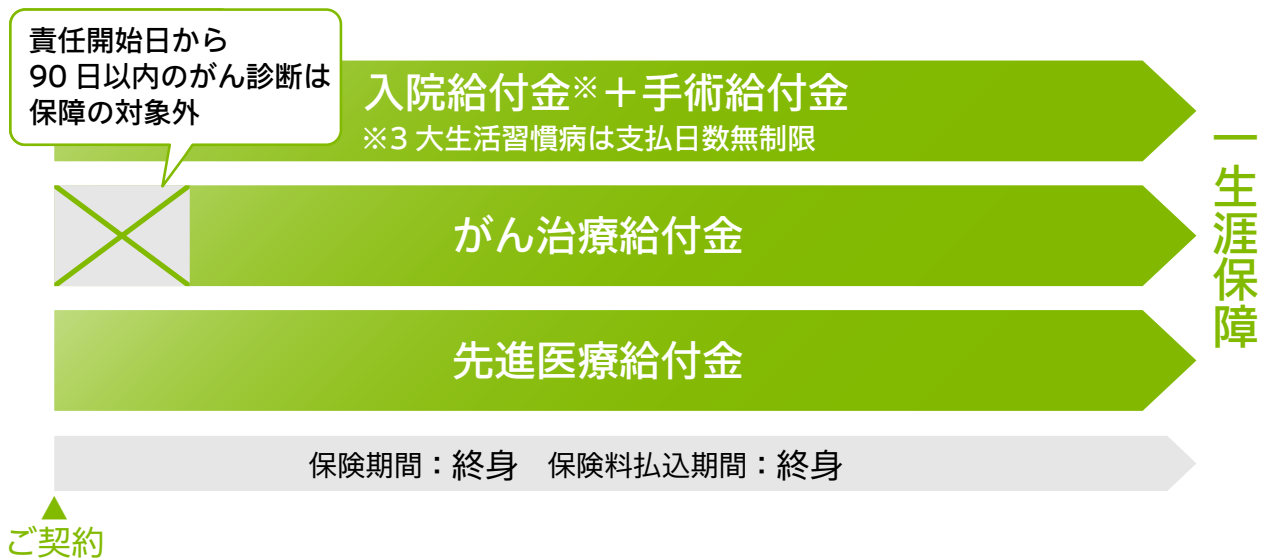 責任開始日から
90日以内のがん診断は
保障の対象外
入院給付金※+手術給付金
※3大生活習慣病は支払日数無制限
がん治療給付金
先進医療給付金
一生涯保障
保険期間：終身　保険料払込期間：終身
▲
ご契約